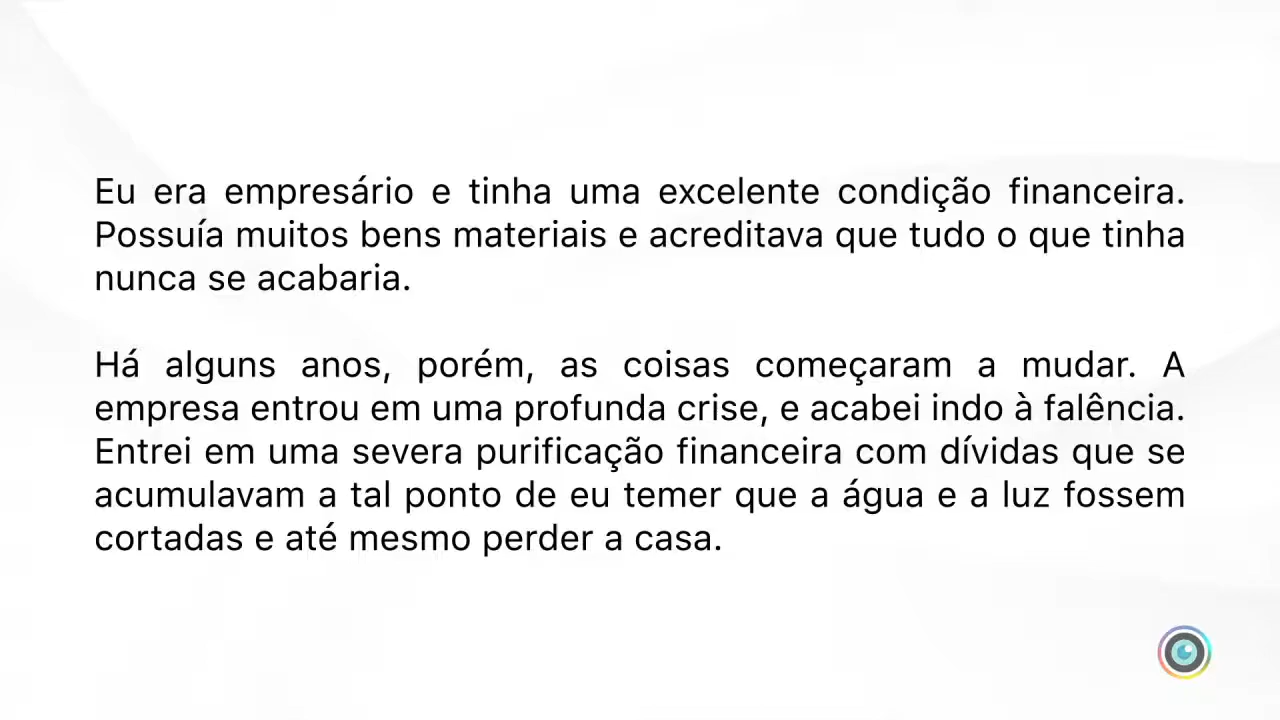 Eu era empresário e tinha uma excelente condição financeira.
Possuía muitos bens materiais e acreditava que tudo o que tinha
nunca se acabaria.
Há alguns anos, porém, as coisas começaram a mudar. A
empresa entrou em uma profunda crise, e acabei indo à falência.
Entrei em uma severa purificação financeira com dívidas que se
acumulavam a tal ponto de eu temer que a água e a luz fossem
cortadas e até mesmo perder a casa.